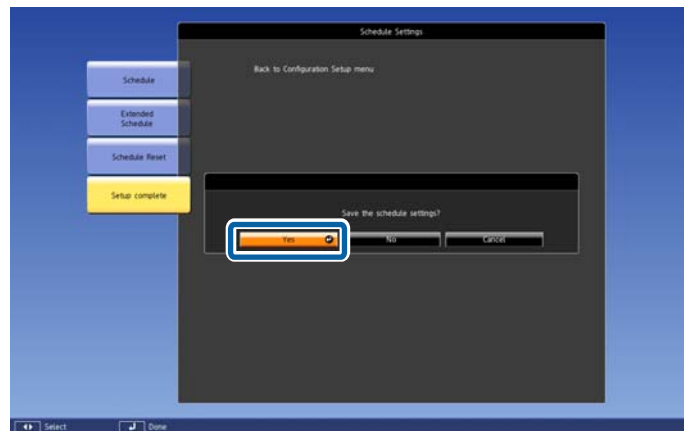 Schedule Settings
Back to Configuration Setup menu
Schedule
Extended
Schedule
Schedule Reset
Setup complete
Save the schedule settings?
Yes No Cancel
Select Done